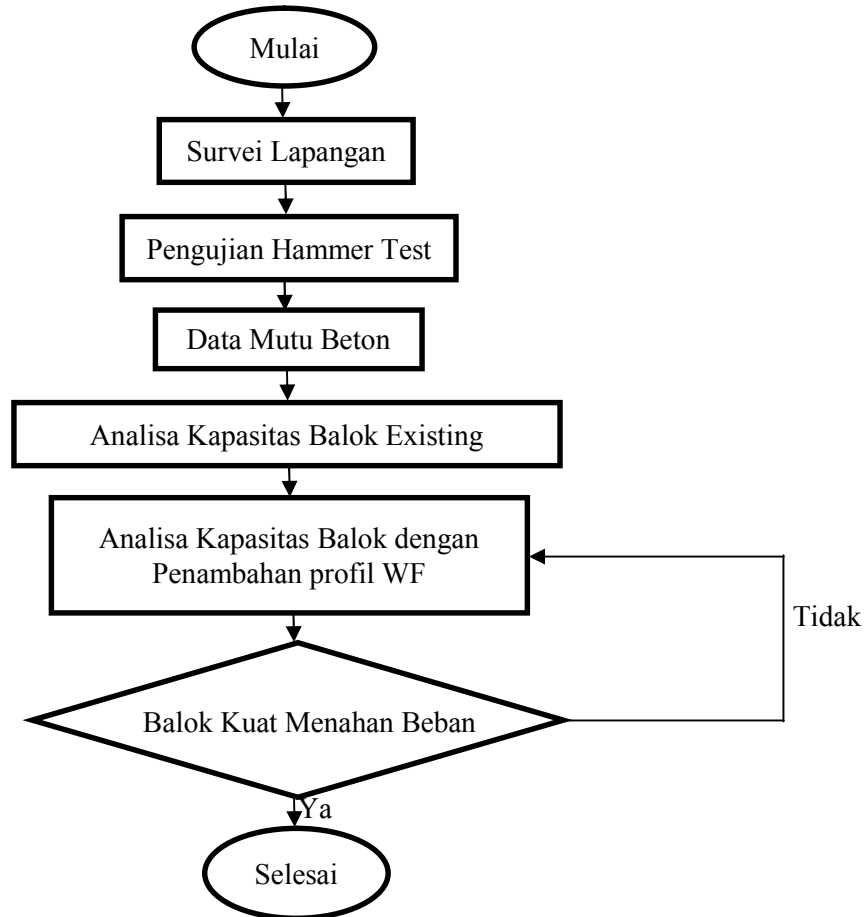 Mulai
Survei Lapangan
Pengujian Hammer Test
Data Mutu Beton
Analisa Kapasitas Balok Existing
Analisa Kapasitas Balok dengan
Penambahan profil WF
Tidak
Balok Kuat Menahan Beban
Ya
Selesai